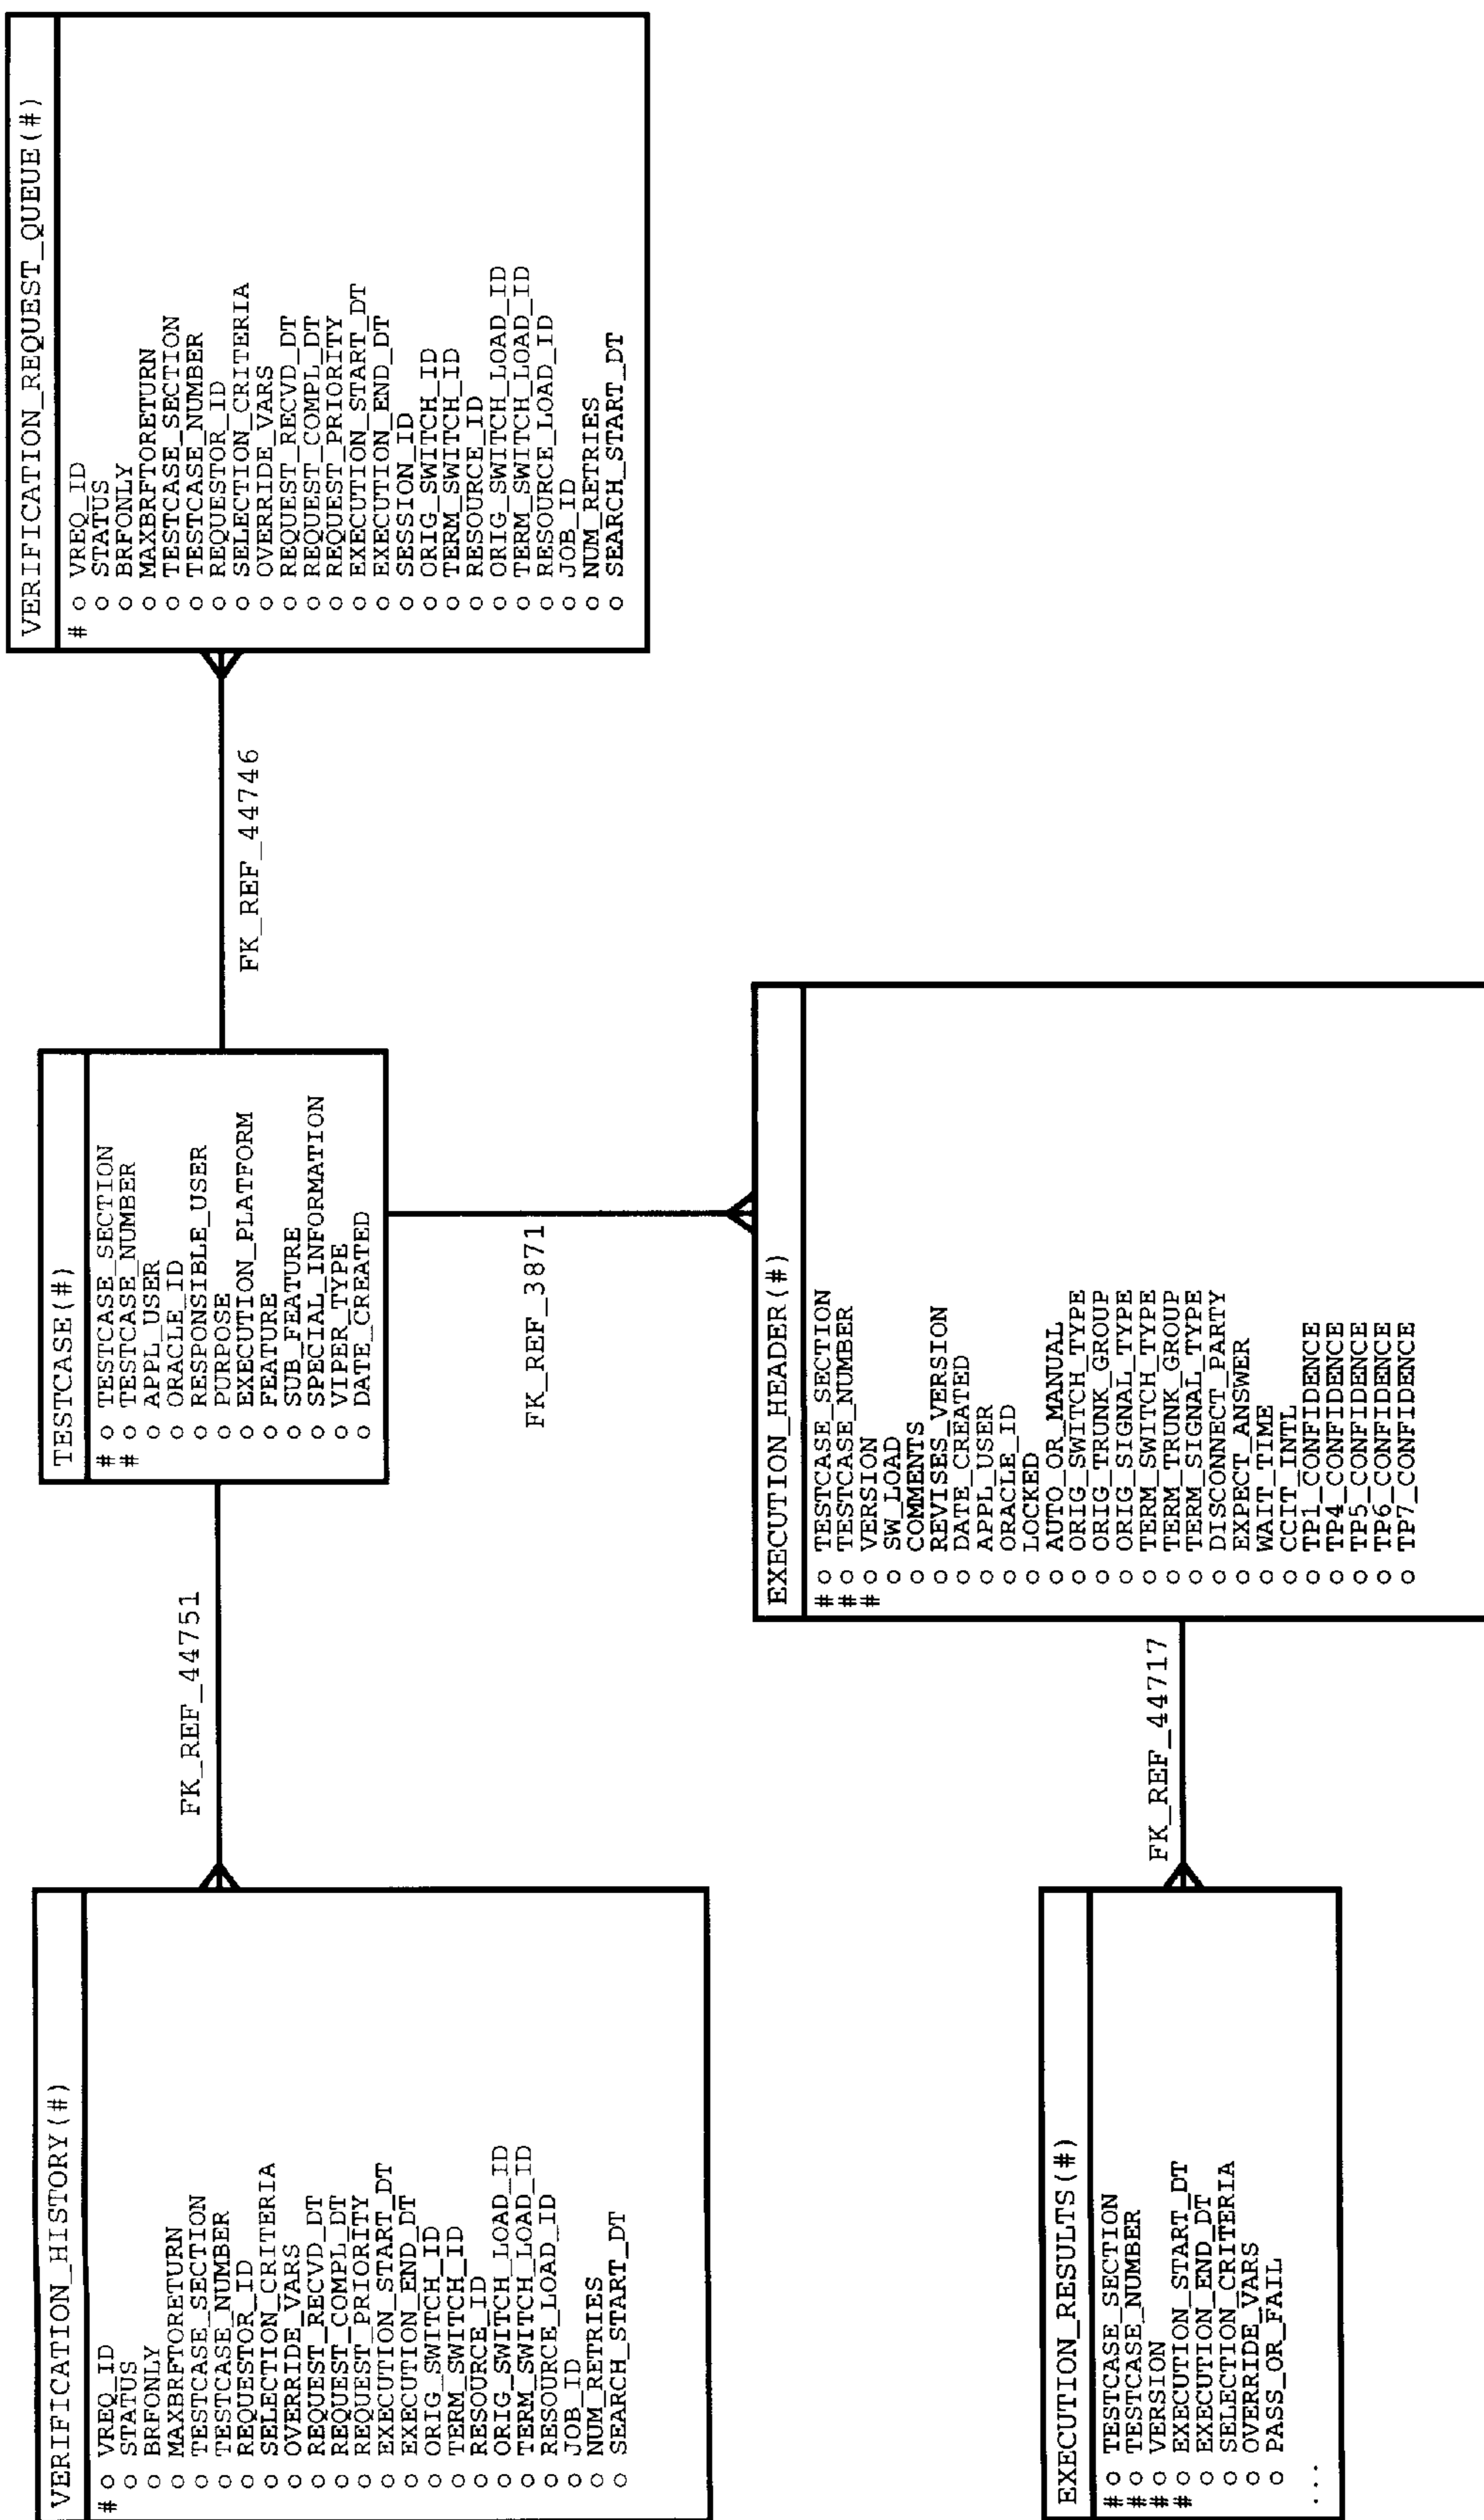 VERIFICATION_HISTORY(#)
# o VREQ_ID
o STATUS
o BRFONLY
o MAXBRFTORETURN
o TESTCASE_SECTION
o TESTCASE_NUMBER
o REQUESTOR_ID
o SELECTION_CRITERIA
o OVERRIDE_VARS
o REQUEST_RECVD_DT
o REQUEST_COMPL_DT
o REQUEST_PRIORITY
o EXECUTION_START_DT
o EXECUTION_END_DT
o ORIG_SWITCH_ID
o TERM_SWITCH_ID
o RESOURCE_ID
o ORIG_SWITCH_LOAD_ID
o TERM_SWITCH_LOAD_ID
o RESOURCE_LOAD_ID
o JOB_ID
o NUM_RETRIES
o SEARCH_START_DT
FK_REF_44751
TESTCASE(#)
# o TESTCASE_SECTION
# o TESTCASE_NUMBER
o APPL_USER
o ORACLE_ID
o RESPONSIBLE_USER
o PURPOSE
o EXECUTION_PLATFORM
o FEATURE
o SUB_FEATURE
o SPECIAL_INFORMATION
o VIPER_TYPE
o DATE_CREATED
FK_REF_44746
VERIFICATION_REQUEST_QUEUE(#)
# o VREQ_ID
o STATUS
o BRFONLY
o MAXBRFTORETURN
o TESTCASE_SECTION
o TESTCASE_NUMBER
o REQUESTOR_ID
o SELECTION_CRITERIA
o OVERRIDE_VARS
o REQUEST_RECVD_DT
o REQUEST_COMPL_DT
o REQUEST_PRIORITY
o EXECUTION_START_DT
o EXECUTION_END_DT
o SESSION_ID
o ORIG_SWITCH_ID
o TERM_SWITCH_ID
o RESOURCE_ID
o ORIG_SWITCH_LOAD_ID
o TERM_SWITCH_LOAD_ID
o RESOURCE_LOAD_ID
o JOB_ID
o NUM_RETRIES
o SEARCH_START_DT
FK_REF_3871
EXECUTION_RESULTS(#)
# o TESTCASE_SECTION
# o TESTCASE_NUMBER
# o VERSION
# o EXECUTION_START_DT
o EXECUTION_END_DT
o SELECTION_CRITERIA
o OVERRIDE_VARS
o PASS_OR_FAIL
...
FK_REF_44717
EXECUTION_HEADER(#)
# o TESTCASE_SECTION
# o TESTCASE_NUMBER
# o VERSION
o SW_LOAD
o COMMENTS
o REVISES_VERSION
o DATE_CREATED
o APPL_USER
o ORACLE_ID
o LOCKED
o AUTO_OR_MANUAL
o ORIG_SWITCH_TYPE
o ORIG_TRUNK_GROUP
o ORIG_SIGNAL_TYPE
o TERM_SWITCH_TYPE
o TERM_TRUNK_GROUP
o TERM_SIGNAL_TYPE
o DISCONNECT_PARTY
o EXPECT_ANSWER
o WAIT_TIME
o CCIT_INTL
o TP1_CONFIDENCE
o TP4_CONFIDENCE
o TP5_CONFIDENCE
o TP6_CONFIDENCE
o TP7_CONFIDENCE